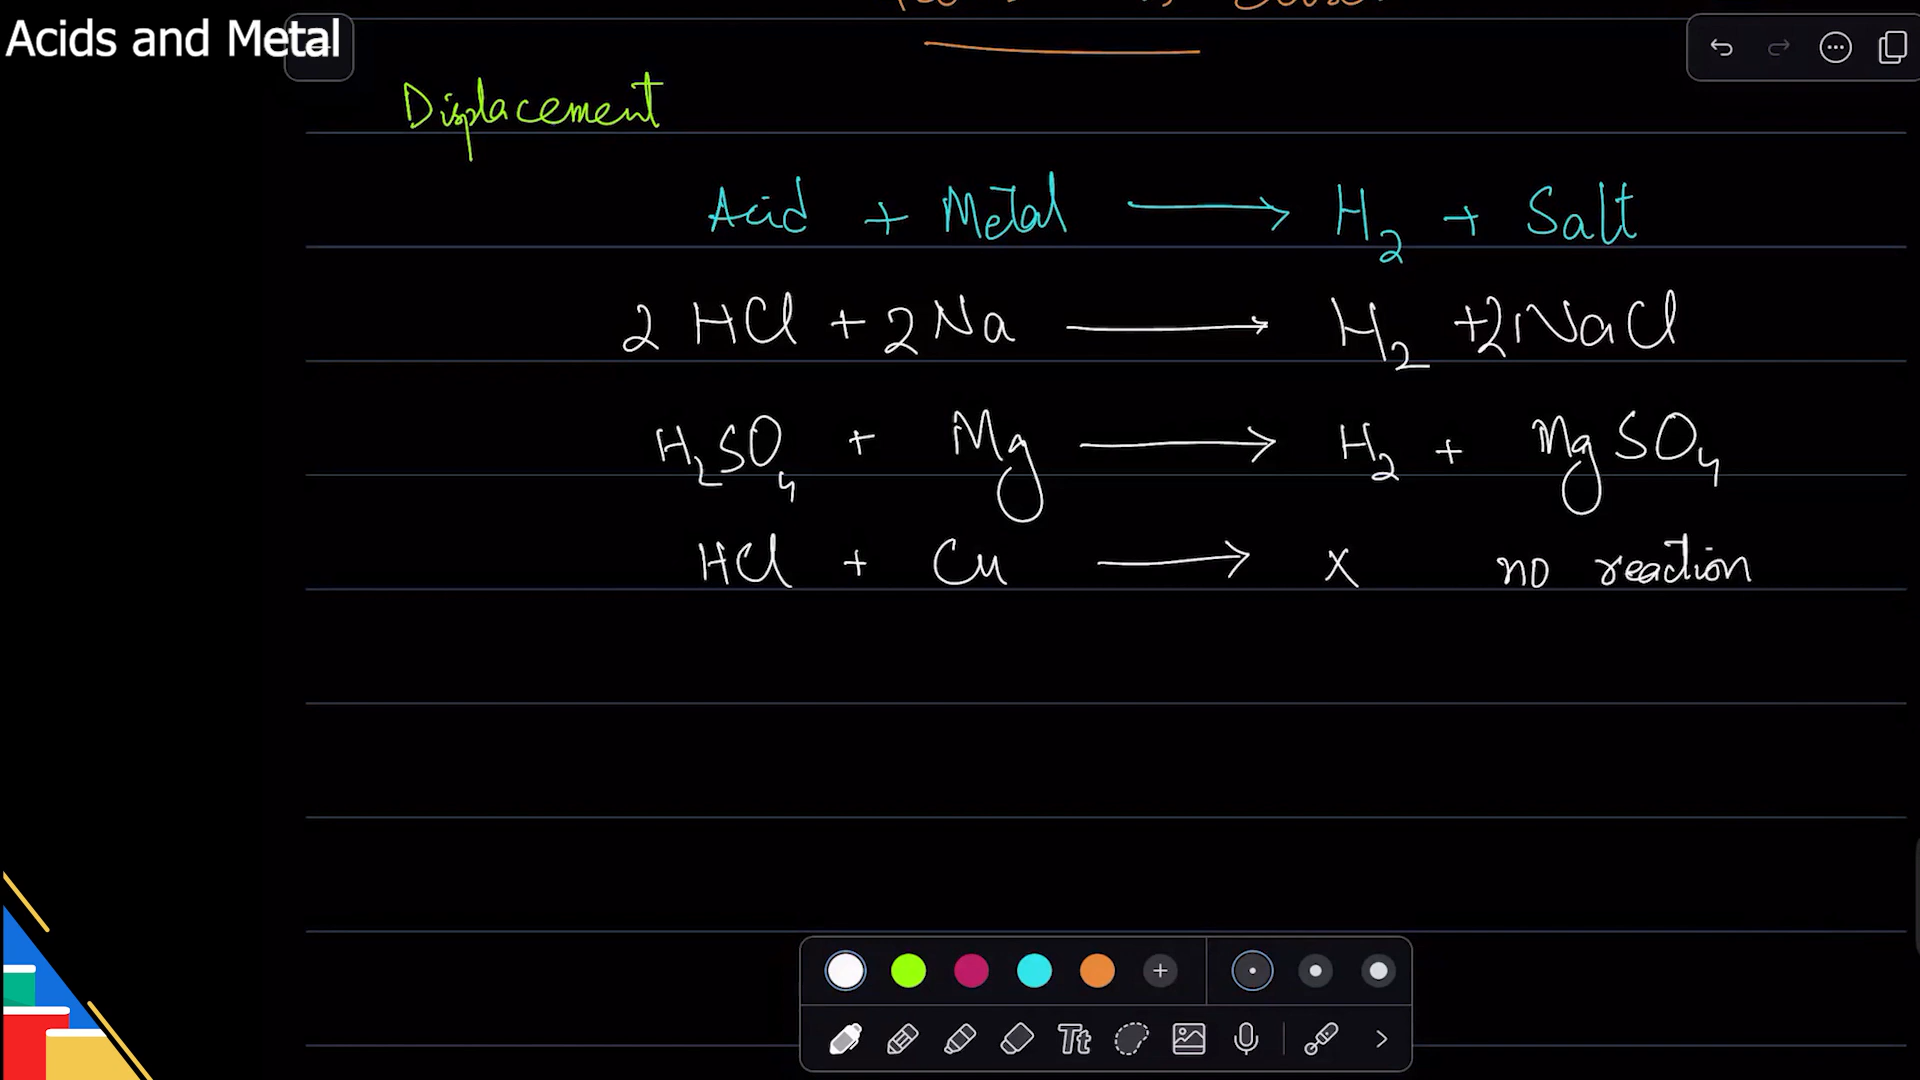 Acids and Metal
Displacement
Acid + Metal ⟶ H₂ + Salt
2 HCl + 2 Na ⟶ H₂ + 2 NaCl
H₂SO₄ + Mg ⟶ H₂ + MgSO₄
HCl + Cu ⟶ x no reaction
Tt